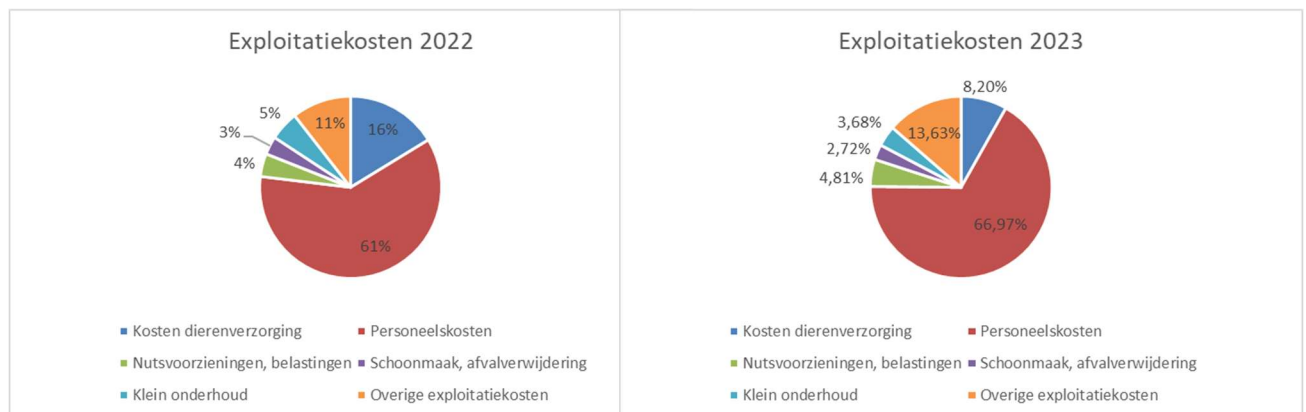 Exploitatiekosten 2022
16%
61%
4%
3%
5%
11%
Kosten dierenverzorging
Personeelskosten
Nutsvoorzieningen, belastingen
Schoonmaak, afvalverwijdering
Klein onderhoud
Overige exploitatiekosten
Exploitatiekosten 2023
8,20%
66,97%
4,81%
2,72%
3,68%
13,63%
Kosten dierenverzorging
Personeelskosten
Nutsvoorzieningen, belastingen
Schoonmaak, afvalverwijdering
Klein onderhoud
Overige exploitatiekosten